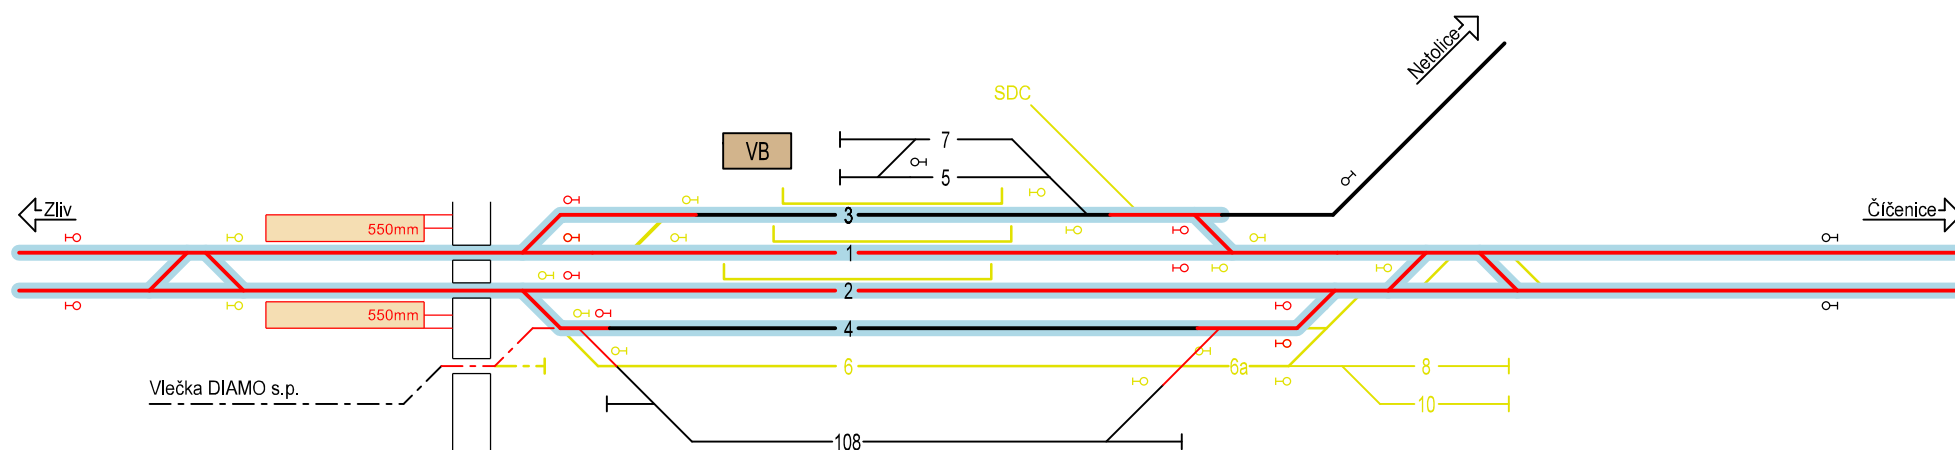 Netolice
SDC
7
VB
5
Zliv
3
Číčenice
550mm
1
2
550mm
4
6
6a
8
Vlečka DIAMO s.p.
10
108